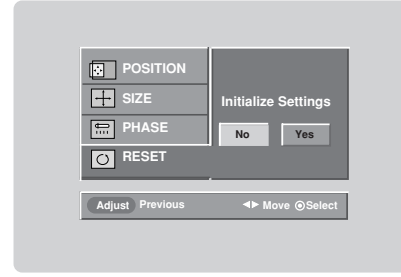 POSITION
SIZE
PHASE
RESET
Initialize Settings
No Yes
Adjust Previous ◀▶ Move ◉Select